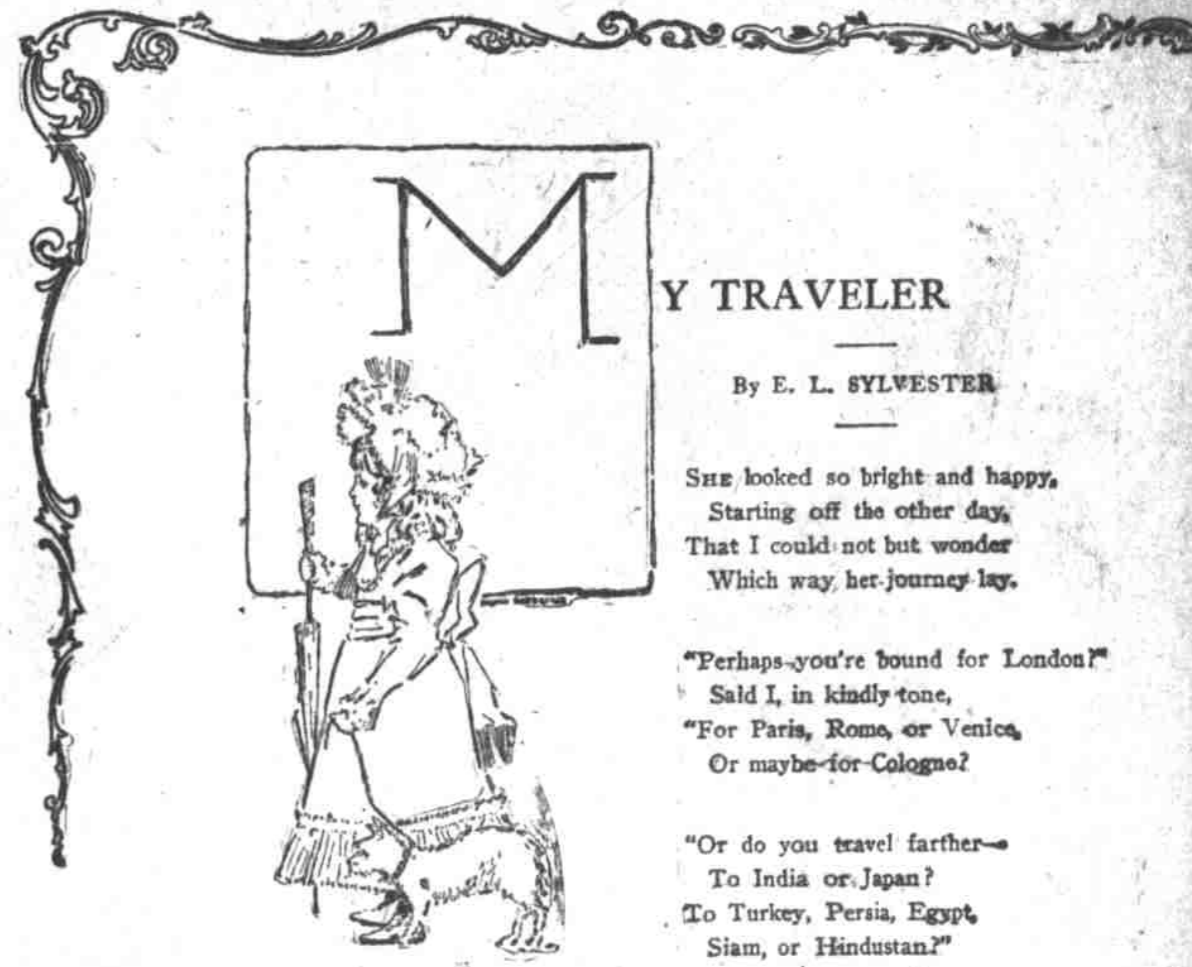 MY TRAVELER
By E. L. SYLVESTER
SHE looked so bright and happy,
Starting off the other day,
That I could not but wonder
Which way her journey lay.
"Perhaps you're bound for London?"
Said I, in kindly tone,
"For Paris, Rome, or Venice,
Or maybe for Cologne?
"Or do you travel farther—
To India or Japan?
To Turkey, Persia, Egypt,
Siam, or Hindustan?"